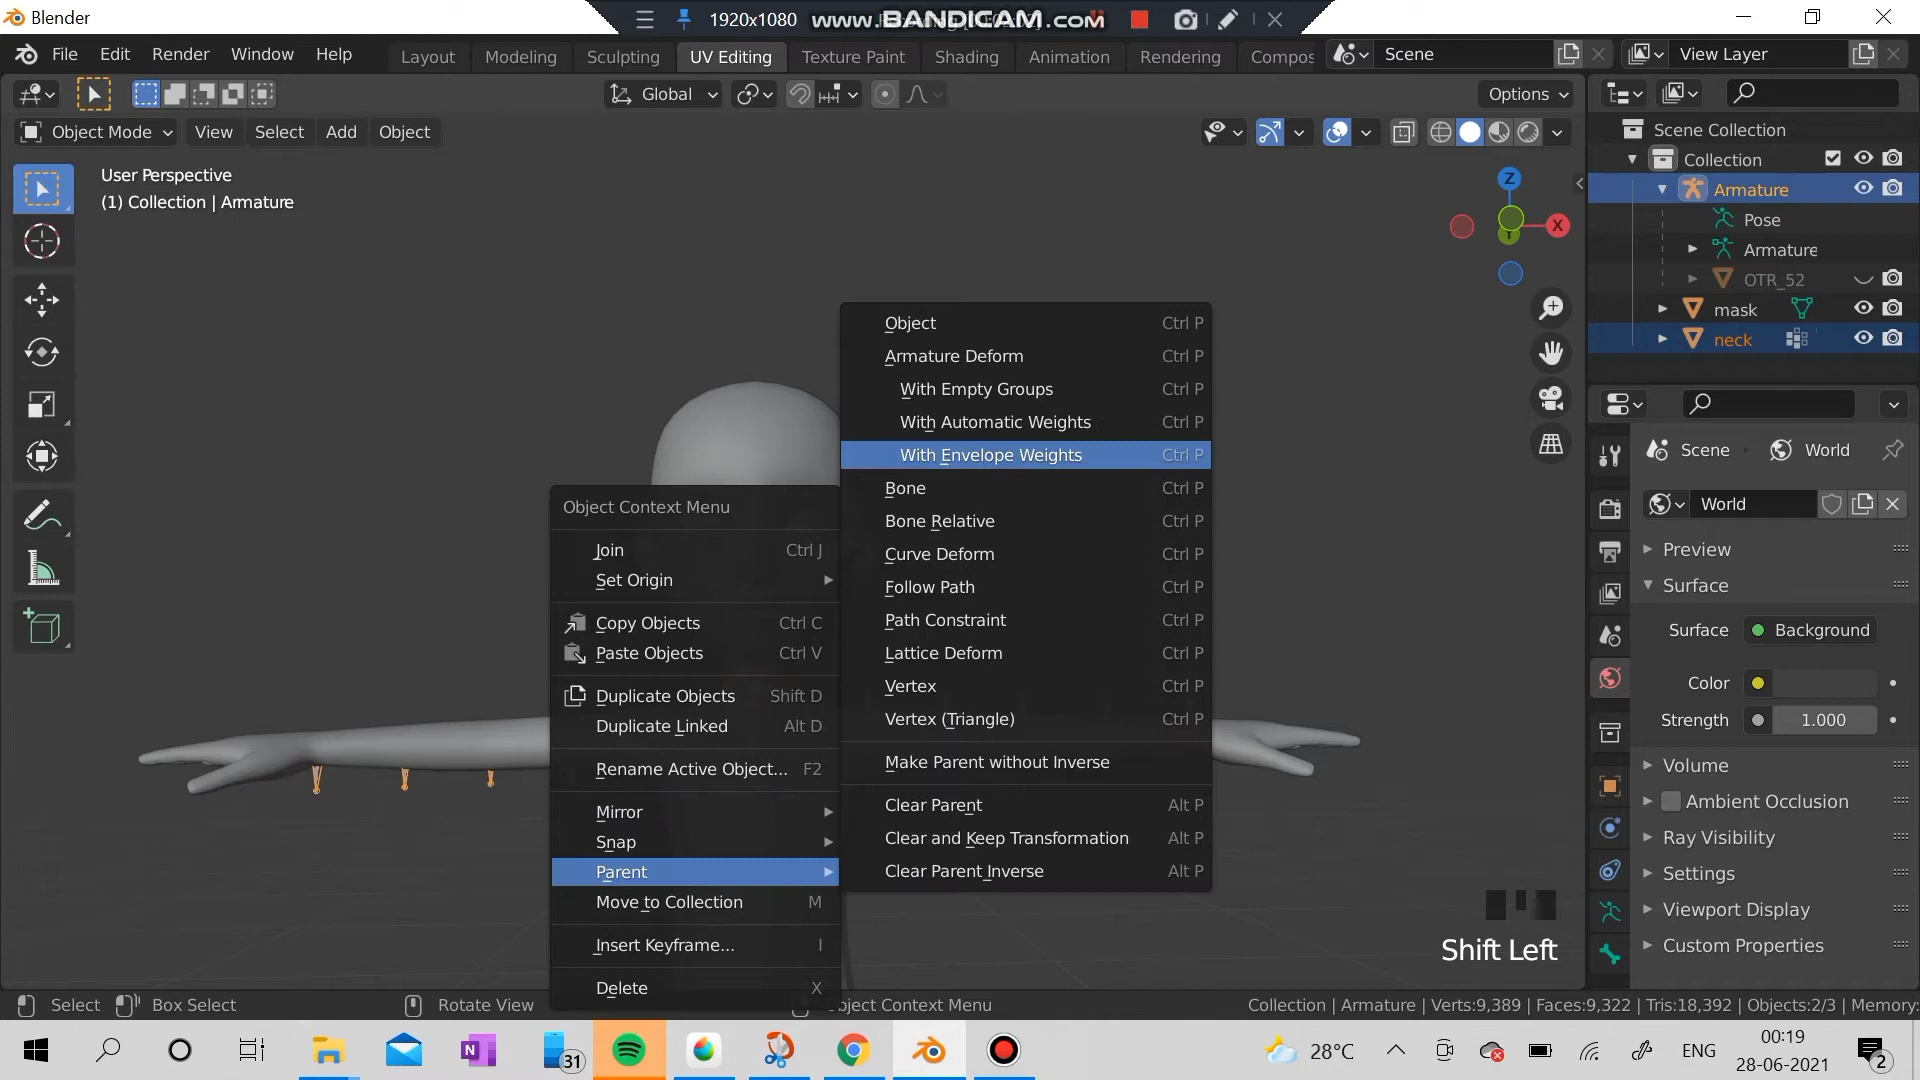 Blender
1920x1080
www.BANDICAM.com
File
Edit
Render
Window
Help
Layout
Modeling
Sculpting
UV Editing
Texture Paint
Shading
Animation
Rendering
Compos
Scene
View Layer
Global
Options
Object Mode
View
Select
Add
Object
User Perspective
(1) Collection | Armature
Z
X
Y
Scene Collection
Collection
Armature
Pose
Armature
OTR_52
mask
neck
Object Context Menu
Join Ctrl J
Set Origin
Copy Objects Ctrl C
Paste Objects Ctrl V
Duplicate Objects Shift D
Duplicate Linked Alt D
Rename Active Object... F2
Mirror
Snap
Parent
Move to Collection M
Insert Keyframe... I
Delete X
Object Ctrl P
Armature Deform Ctrl P
With Empty Groups Ctrl P
With Automatic Weights Ctrl P
With Envelope Weights Ctrl P
Bone Ctrl P
Bone Relative Ctrl P
Curve Deform Ctrl P
Follow Path Ctrl P
Path Constraint Ctrl P
Lattice Deform Ctrl P
Vertex Ctrl P
Vertex (Triangle) Ctrl P
Make Parent without Inverse
Clear Parent Alt P
Clear and Keep Transformation Alt P
Clear Parent Inverse Alt P
Shift Left
Scene
World
World
Preview
Surface
Surface Background
Color
Strength 1.000
Volume
Ambient Occlusion
Ray Visibility
Settings
Viewport Display
Custom Properties
Select
Box Select
Rotate View
Object Context Menu
Collection | Armature | Verts:9,389 | Faces:9,322 | Tris:18,392 | Objects:2/3 | Memory:
31
28°C
ENG
00:19
28-06-2021
2